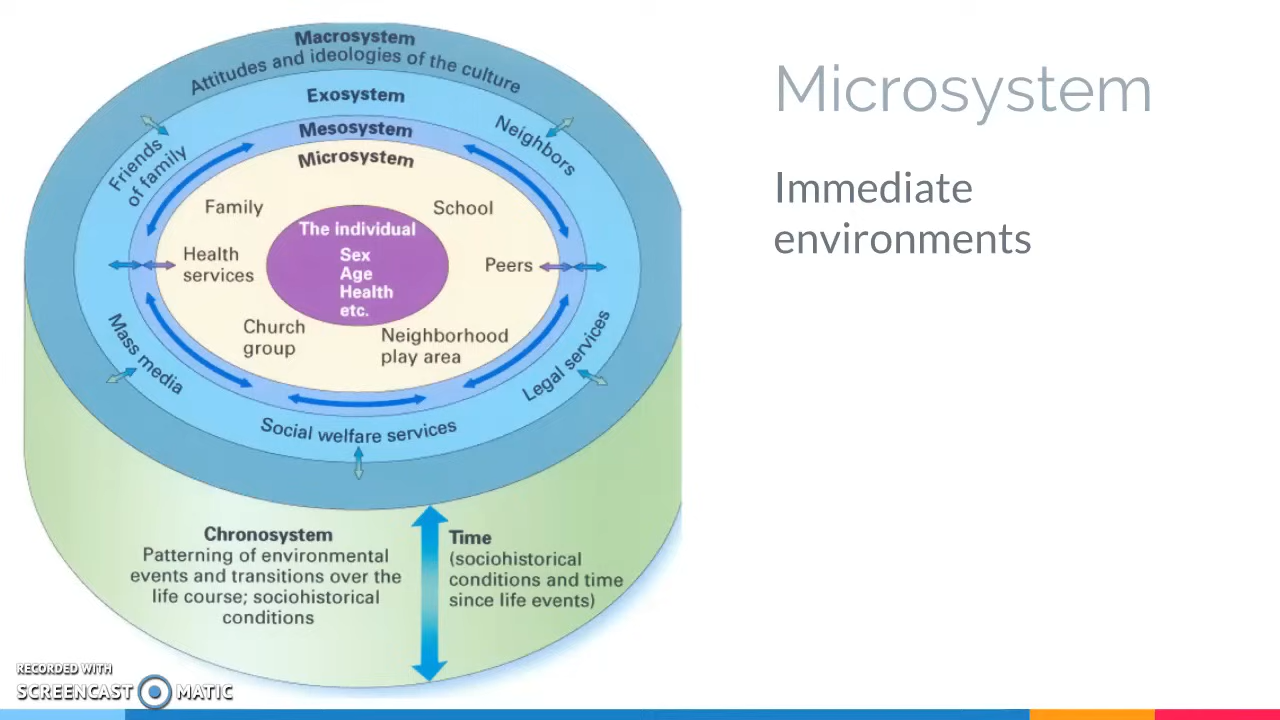 Macrosystem
Attitudes and ideologies of the culture
Exosystem
Mesosystem
Microsystem
Friends
of family
Neighbors
Family
School
The individual
Sex
Age
Health
etc.
Health
services
Peers
Church
group
Neighborhood
play area
Mass media
Legal services
Social welfare services
Chronosystem
Patterning of environmental
events and transitions over the
life course; sociohistorical
conditions
Time
(sociohistorical
conditions and time
since life events)
Microsystem
Immediate
environments
RECORDED WITH
SCREENCAST MATIC